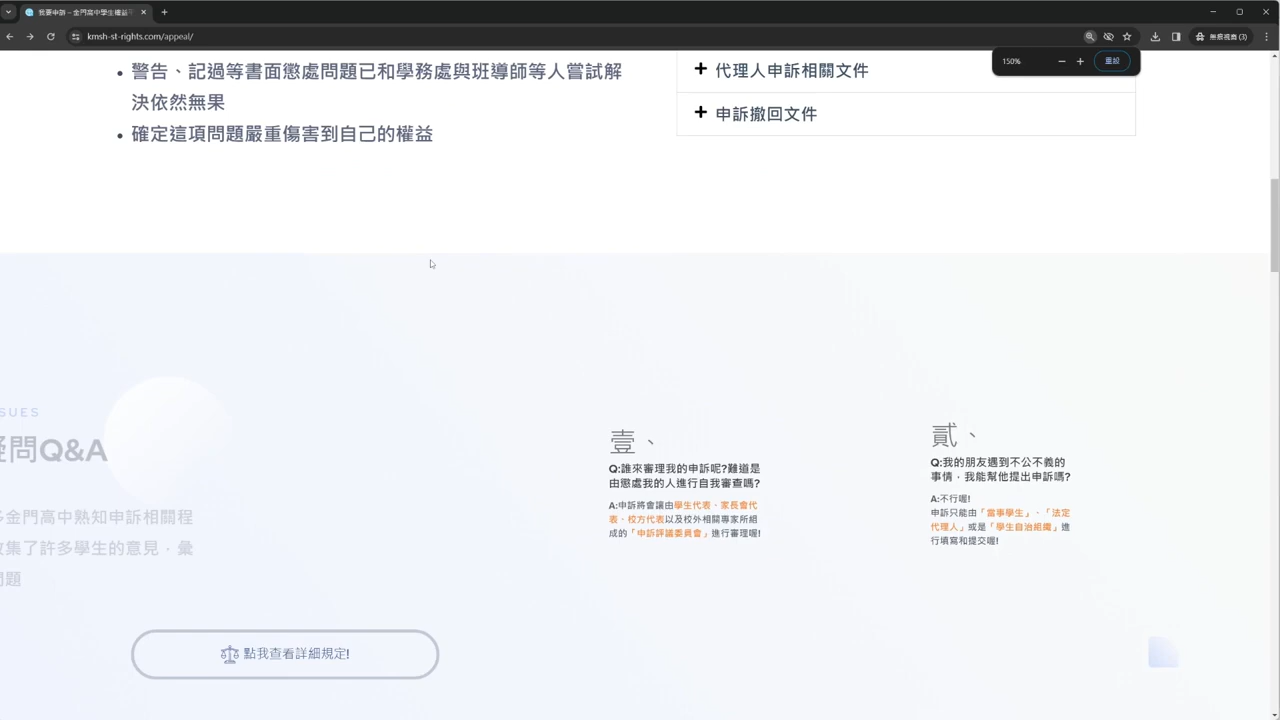 我要申訴 – 金門高中學生權益
kmsh-st-rights.com/appeal/
無痕視窗 (3)
150%
重設
警告、記過等書面懲處問題已和學務處與班導師等人嘗試解
決依然無果
確定這項問題嚴重傷害到自己的權益
代理人申訴相關文件
申訴撤回文件
SUES
疑問Q&A
多金門高中熟知申訴相關程
收集了許多學生的意見，彙
問題
點我查看詳細規定!
壹、
Q:誰來審理我的申訴呢?難道是
由懲處我的人進行自我審查嗎?
A:申訴將會讓由學生代表、家長會代
表、校方代表以及校外相關專家所組
成的「申訴評議委員會」進行審理喔!
貳、
Q:我的朋友遇到不公不義的
事情，我能幫他提出申訴嗎?
A:不行喔!
申訴只能由「當事學生」、「法定
代理人」或是「學生自治組織」進
行填寫和提交喔!